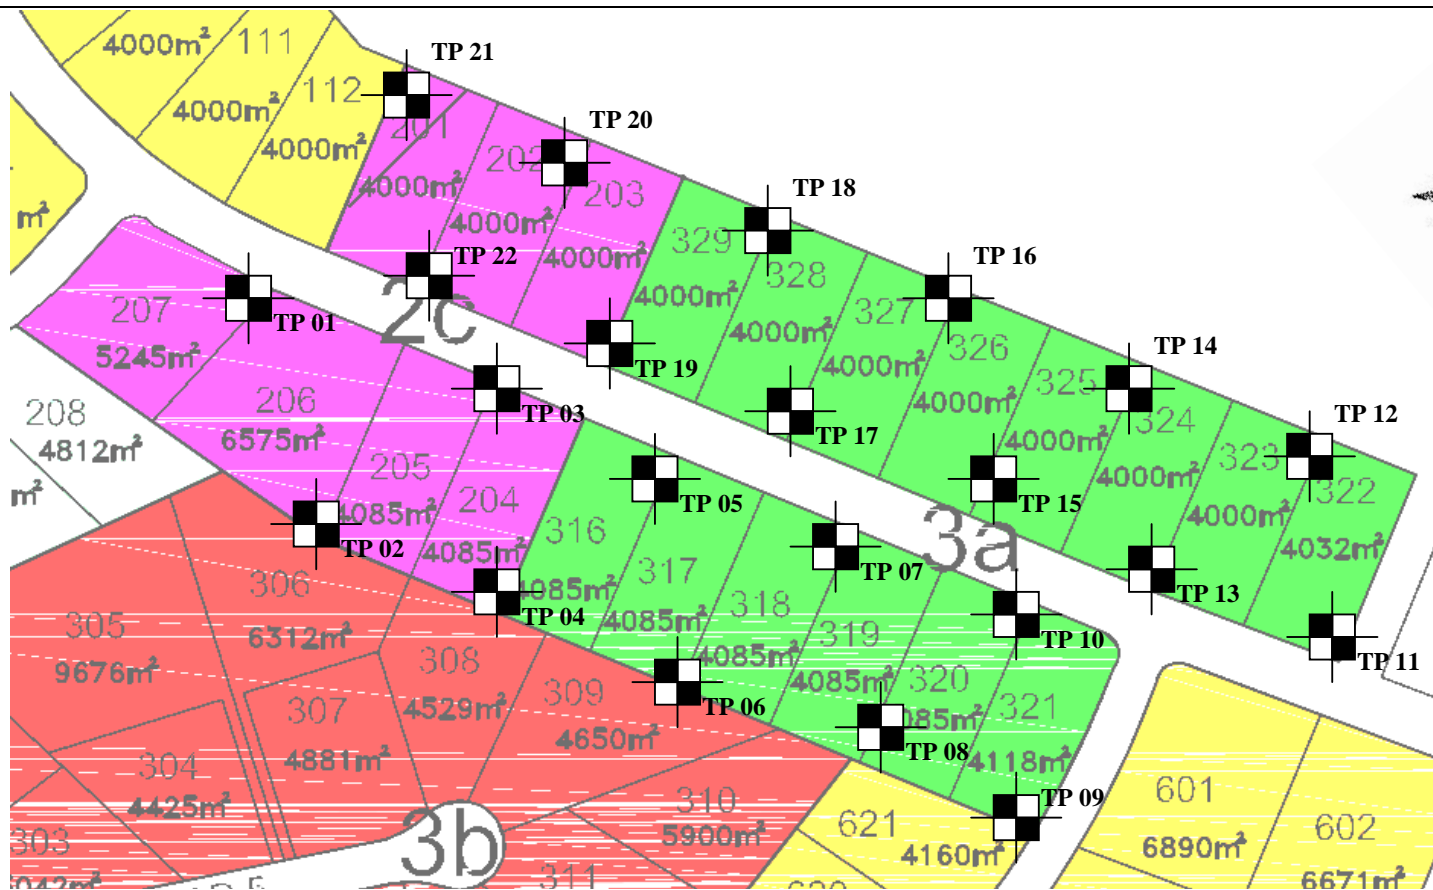 TP 21
4000m²
111
112
4000m²
4000m²
TP 20
201
202
203
4000m²
4000m²
4000m²
TP 18
329
328
4000m²
4000m²
TP 16
327
326
4000m²
4000m²
TP 14
325
324
4000m²
4000m²
TP 12
323
322
4000m²
4032m²
m²
TP 22
2c
TP 01
207
5245m²
TP 19
TP 03
206
6575m²
TP 17
208
4812m²
m²
205
4085m²
204
4085m²
TP 05
TP 15
3a
TP 02
316
4085m²
TP 07
317
4085m²
TP 13
TP 04
306
6312m²
318
4085m²
TP 10
305
9676m²
319
4085m²
TP 11
308
4529m²
320
085m²
309
4650m²
TP 06
321
4118m²
307
4881m²
TP 08
304
4425m²
310
5900m²
TP 09
601
6890m²
621
4160m²
602
6671m²
303
3b
311